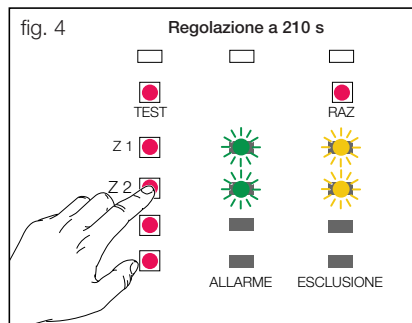 fig. 4
Regolazione a 210 s
TEST
RAZ
Z 1
Z 2
ALLARME
ESCLUSIONE